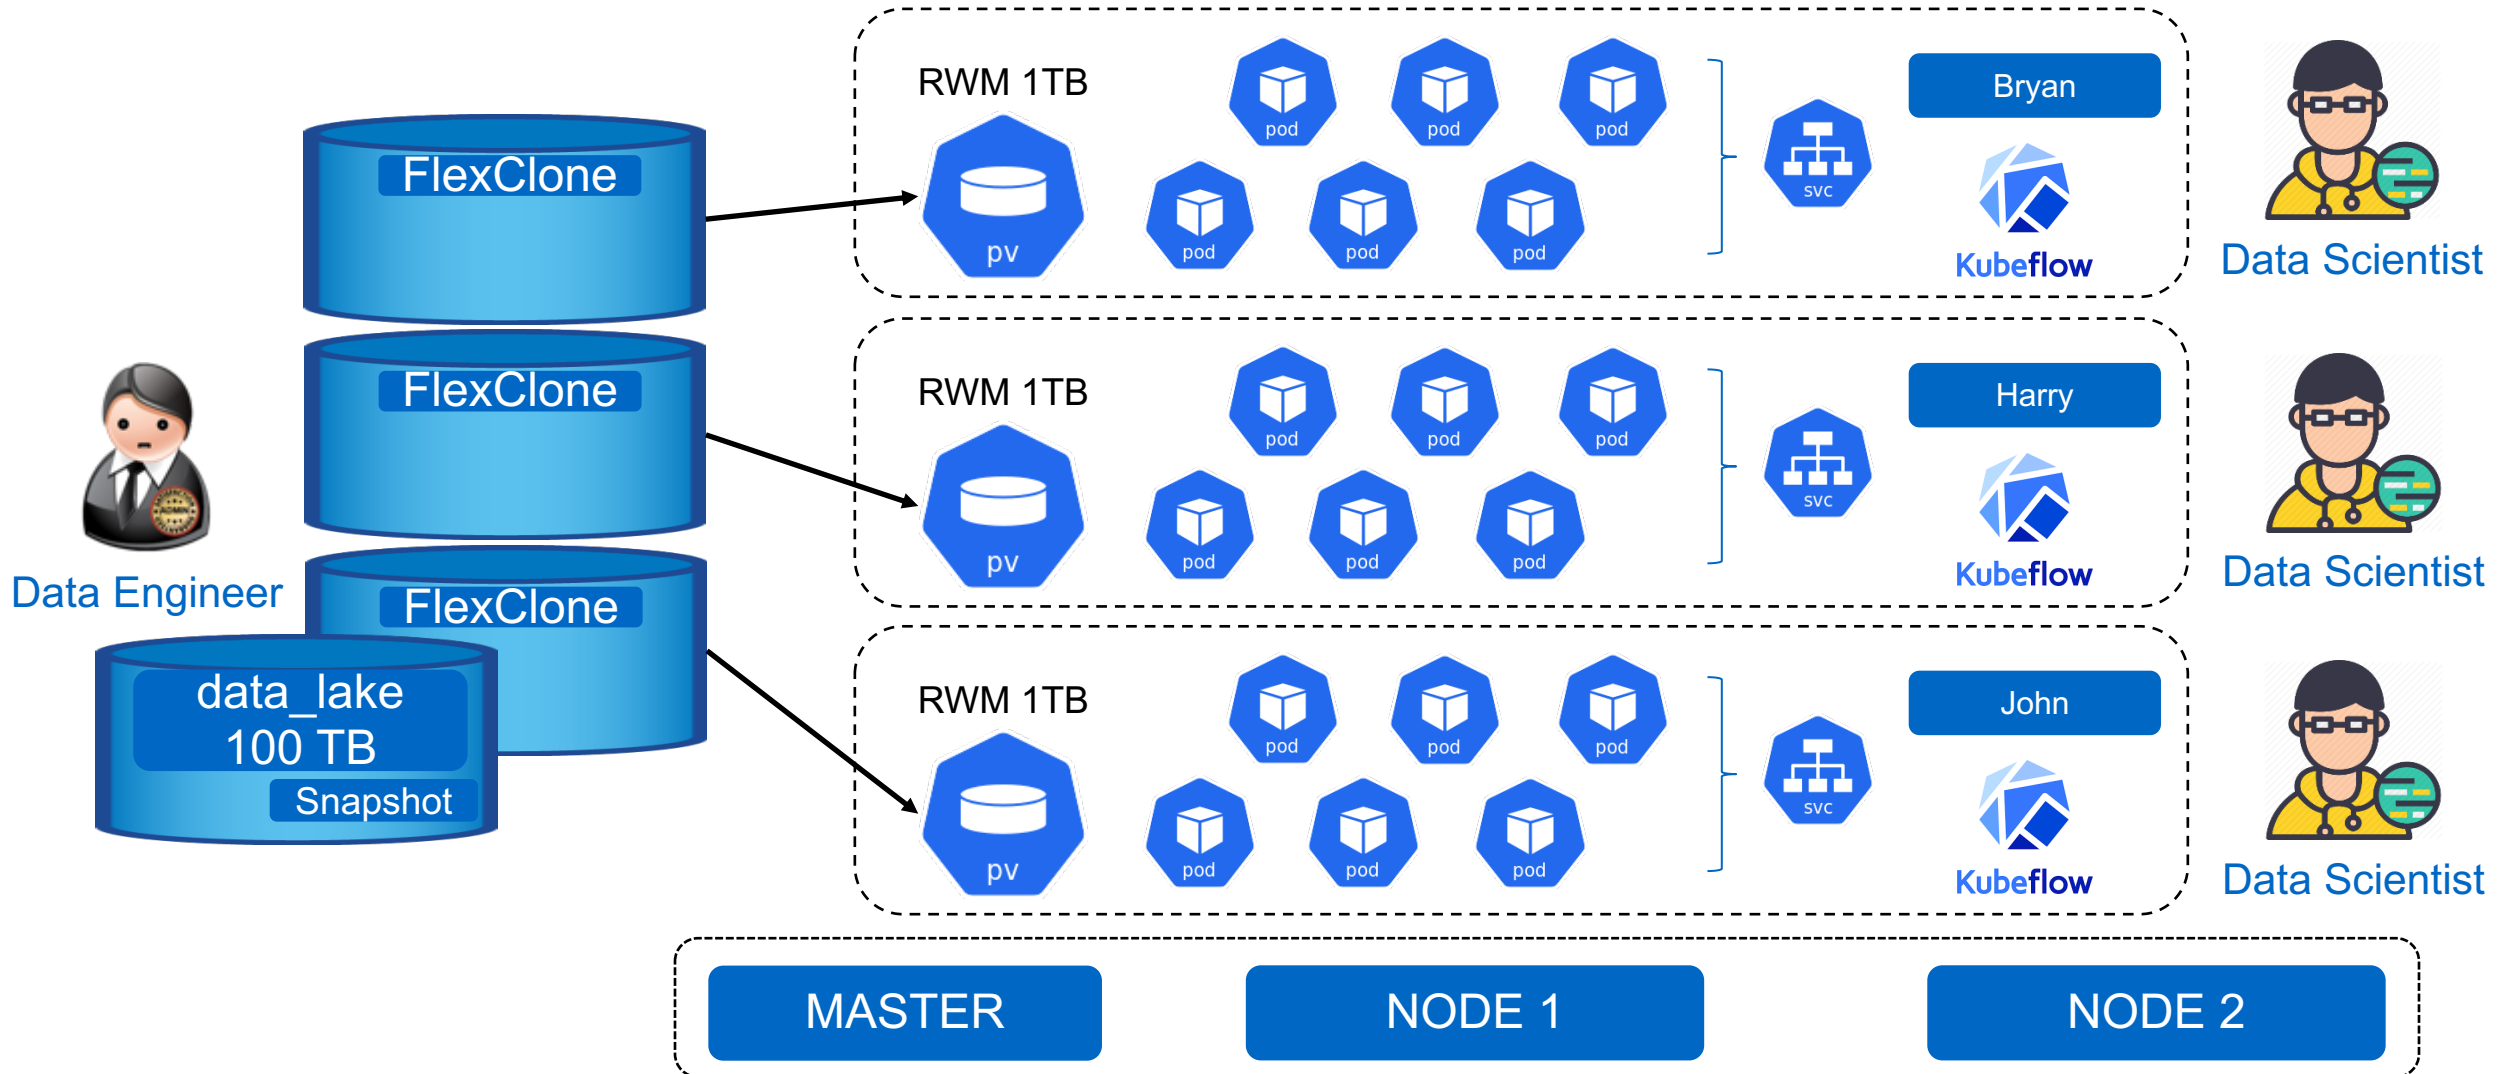 RWM 1TB
pod
pod
pod
Bryan
FlexClone
svc
pod
pod
pod
pv
Kubeflow
Data Scientist
RWM 1TB
pod
pod
pod
Harry
FlexClone
svc
pod
pod
pod
pv
Kubeflow
Data Scientist
ADMIN
Data Engineer
FlexClone
RWM 1TB
pod
pod
pod
John
data_lake
100 TB
Snapshot
svc
pod
pod
pod
pv
Kubeflow
Data Scientist
MASTER
NODE 1
NODE 2